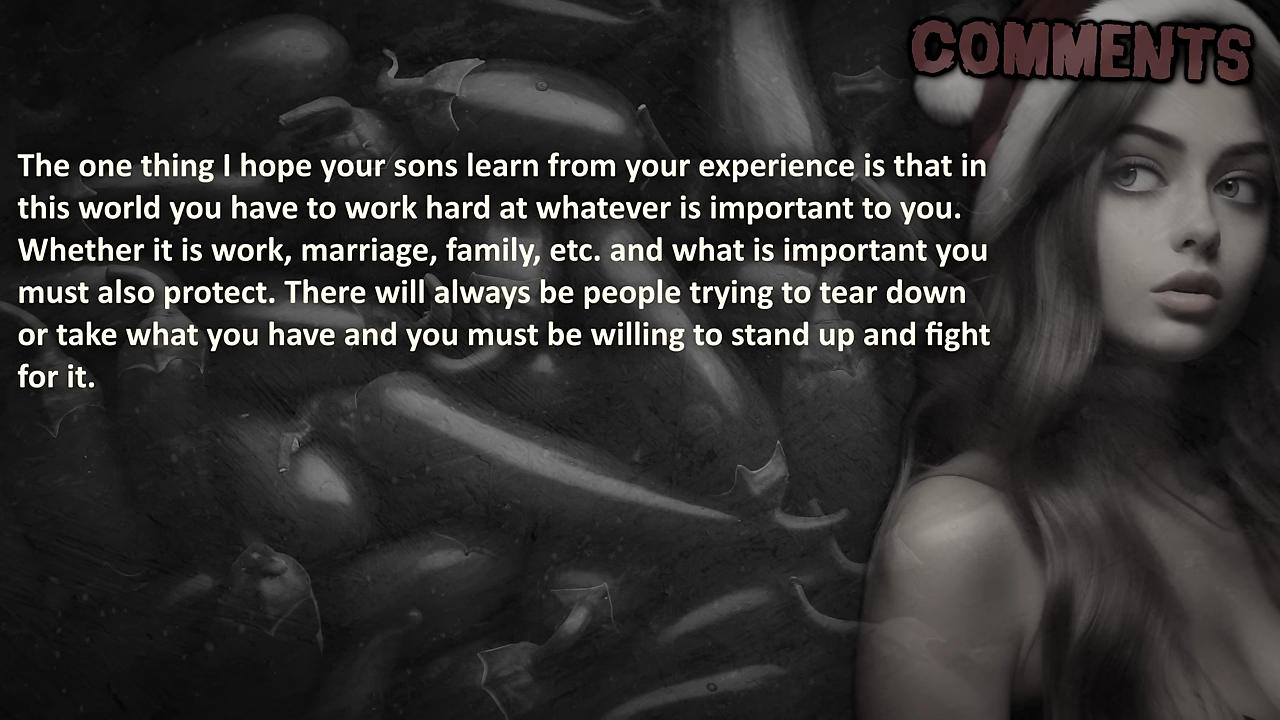 COMMENTS
The one thing I hope your sons learn from your experience is that in
this world you have to work hard at whatever is important to you.
Whether it is work, marriage, family, etc. and what is important you
must also protect. There will always be people trying to tear down
or take what you have and you must be willing to stand up and fight
for it.